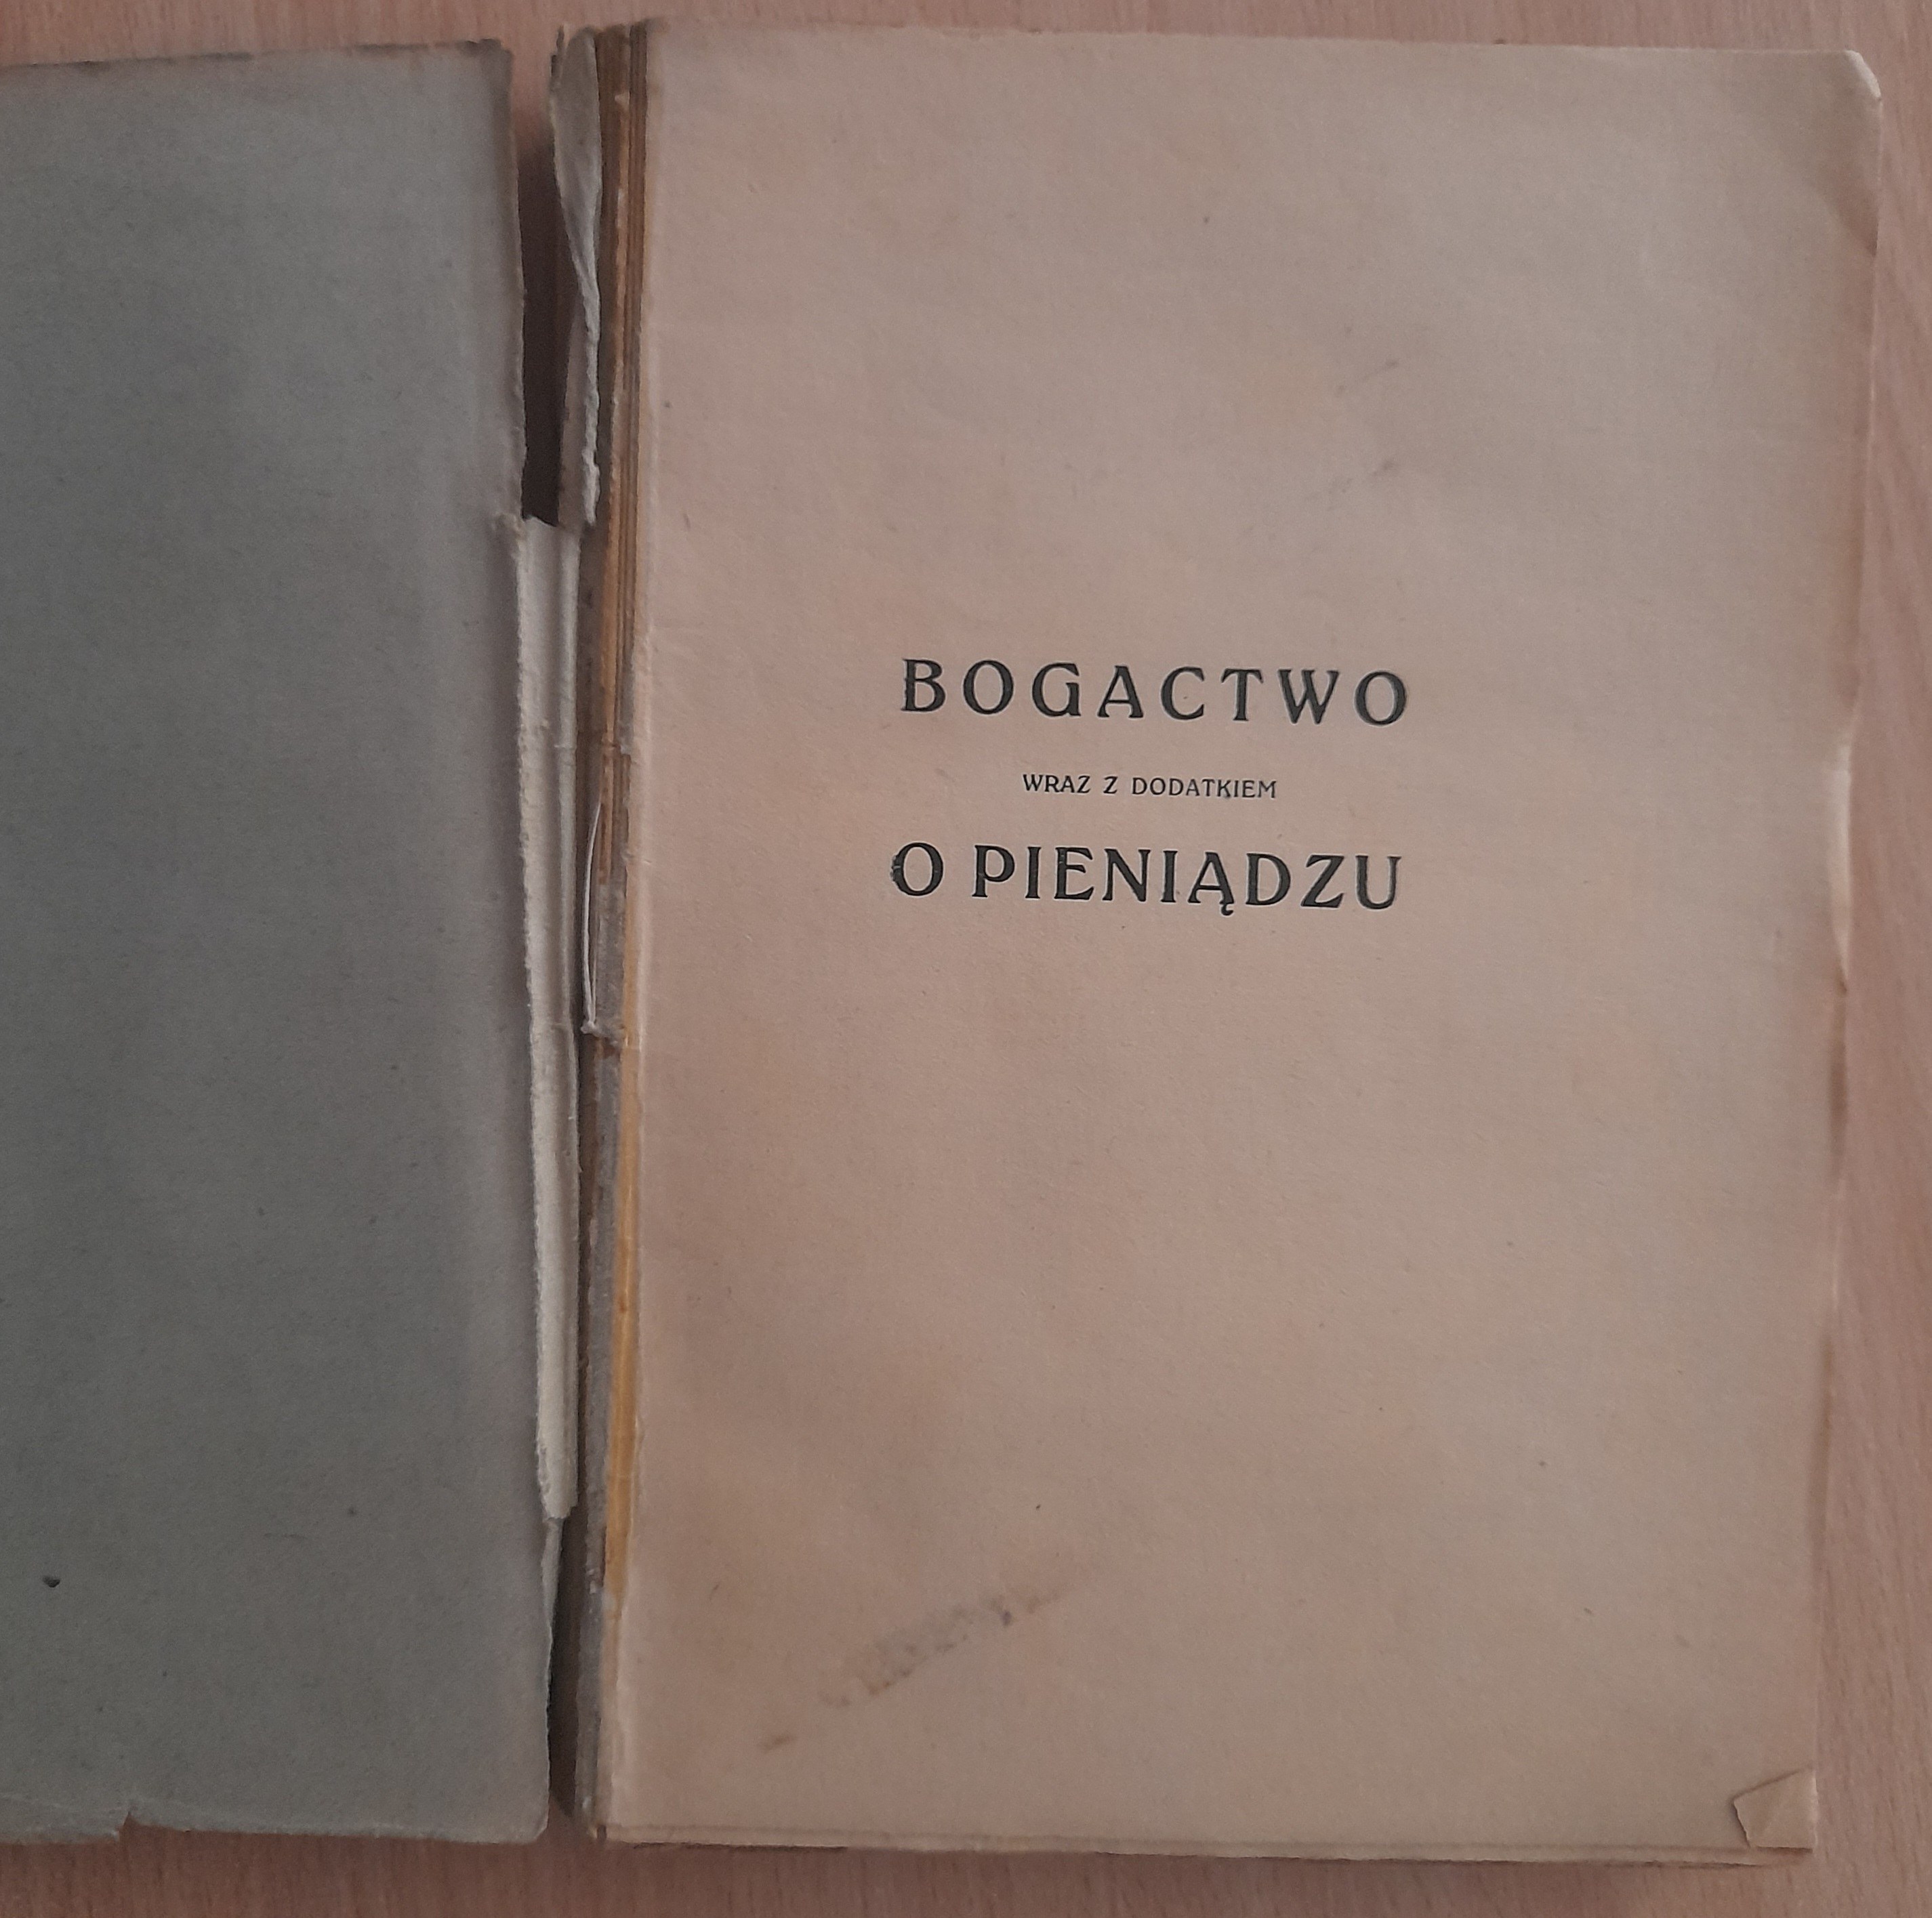 BOGACTWO
WRAZ Z DODATKIEM
O PIENIĄDZU